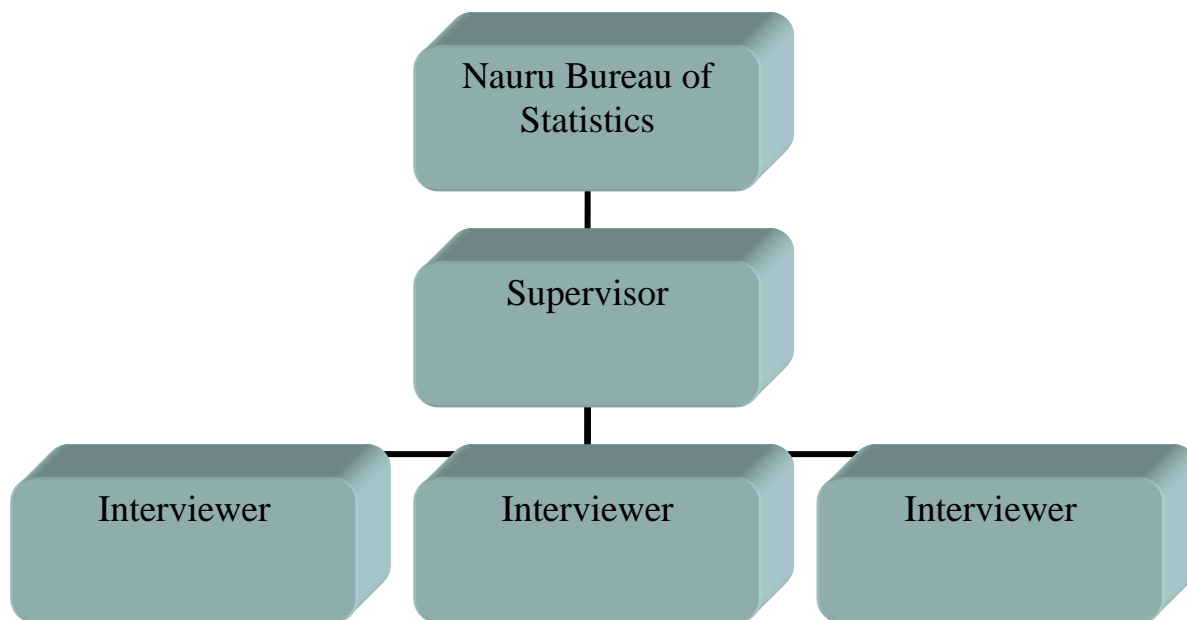 Nauru Bureau of
Statistics
Supervisor
Interviewer
Interviewer
Interviewer